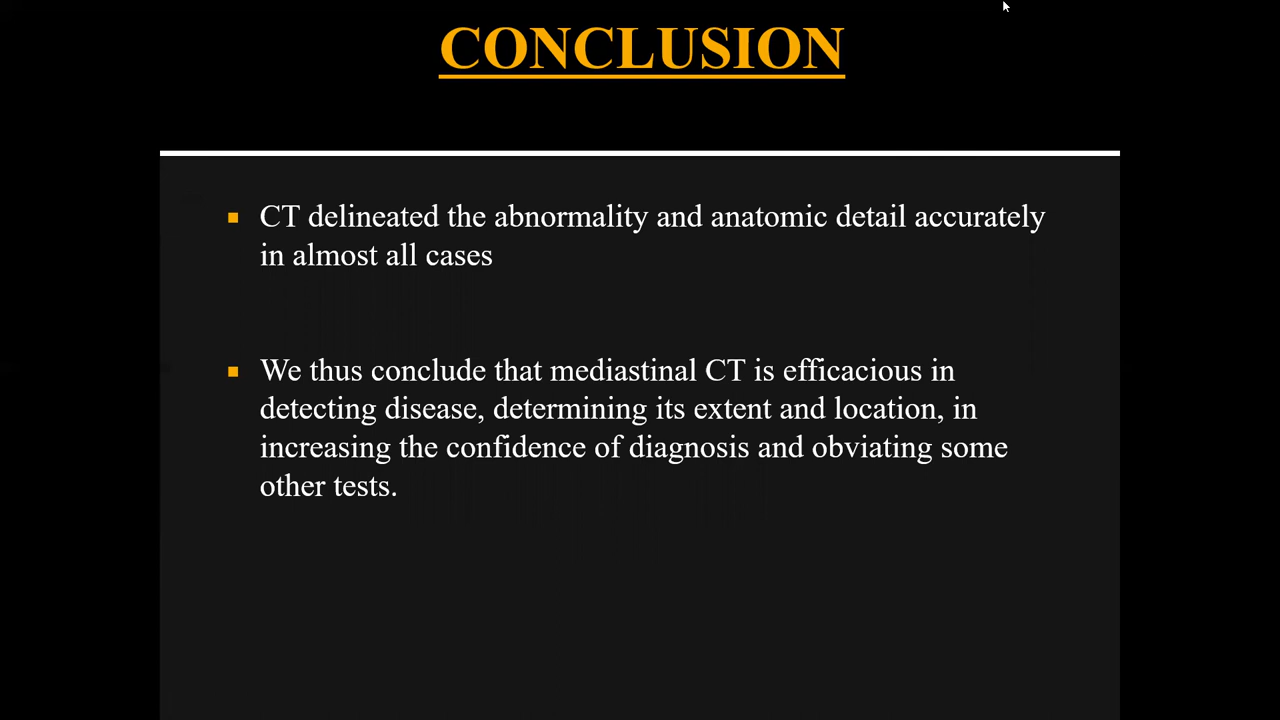 CONCLUSION
CT delineated the abnormality and anatomic detail accurately
in almost all cases
We thus conclude that mediastinal CT is efficacious in
detecting disease, determining its extent and location, in
increasing the confidence of diagnosis and obviating some
other tests.